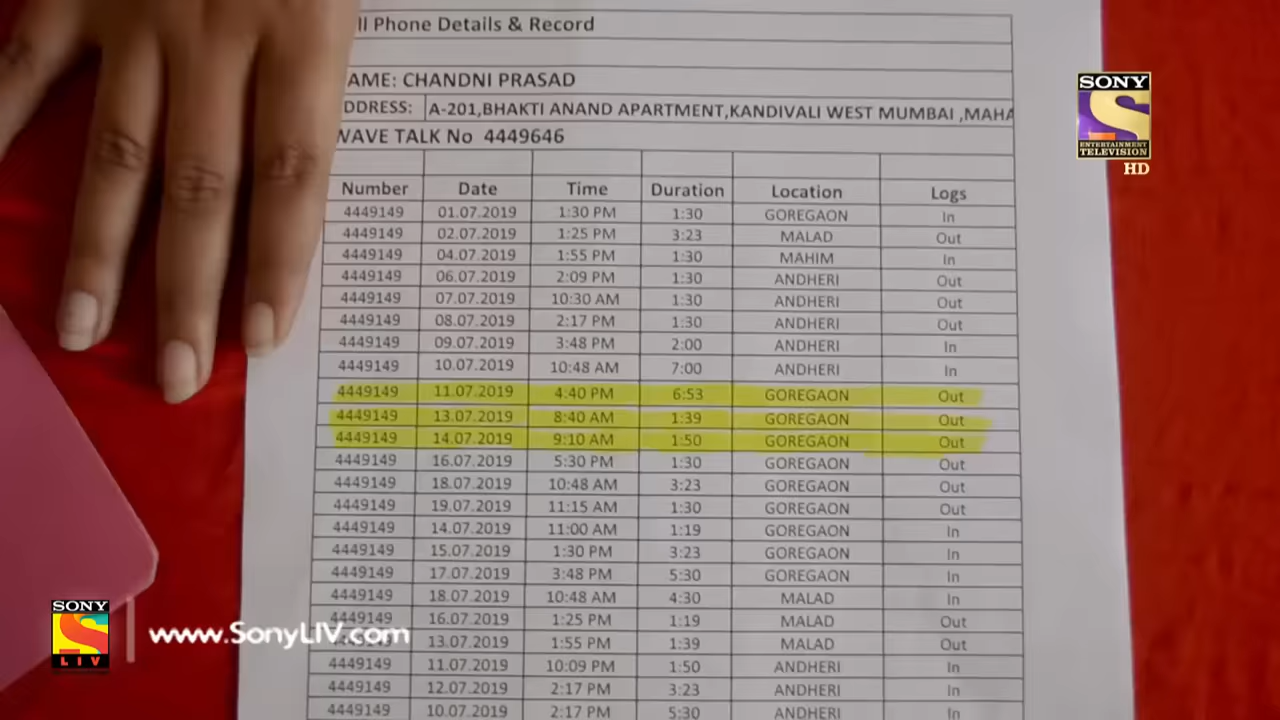 ll Phone Details & Record
AME: CHANDNI PRASAD
DDRESS: A-201,BHAKTI ANAND APARTMENT,KANDIVALI WEST MUMBAI ,MAHA
WAVE TALK No 4449646
Number Date Time Duration Location Logs
4449149 01.07.2019 1:30 PM 1:30 GOREGAON In
4449149 02.07.2019 1:25 PM 3:23 MALAD Out
4449149 04.07.2019 1:55 PM 1:30 MAHIM In
4449149 06.07.2019 2:09 PM 1:30 ANDHERI Out
4449149 07.07.2019 10:30 AM 1:30 ANDHERI Out
4449149 08.07.2019 2:17 PM 1:30 ANDHERI Out
4449149 09.07.2019 3:48 PM 2:00 ANDHERI In
4449149 10.07.2019 10:48 AM 7:00 ANDHERI In
4449149 11.07.2019 4:40 PM 6:53 GOREGAON Out
4449149 13.07.2019 8:40 AM 1:39 GOREGAON Out
4449149 14.07.2019 9:10 AM 1:50 GOREGAON Out
4449149 16.07.2019 5:30 PM 1:30 GOREGAON Out
4449149 18.07.2019 10:48 AM 3:23 GOREGAON Out
4449149 19.07.2019 11:15 AM 1:30 GOREGAON Out
4449149 14.07.2019 11:00 AM 1:19 GOREGAON In
4449149 15.07.2019 1:30 PM 3:23 GOREGAON In
4449149 17.07.2019 3:48 PM 5:30 GOREGAON In
4449149 18.07.2019 10:48 AM 4:30 MALAD In
4449149 16.07.2019 1:25 PM 1:19 MALAD Out
4449149 13.07.2019 1:55 PM 1:39 MALAD Out
4449149 11.07.2019 10:09 PM 1:50 ANDHERI In
4449149 12.07.2019 2:17 PM 3:23 ANDHERI In
4449149 10.07.2019 2:17 PM 5:30 ANDHERI In
SONY
ENTERTAINMENT
TELEVISION
HD
SONY
LIV
www.SonyLIV.com